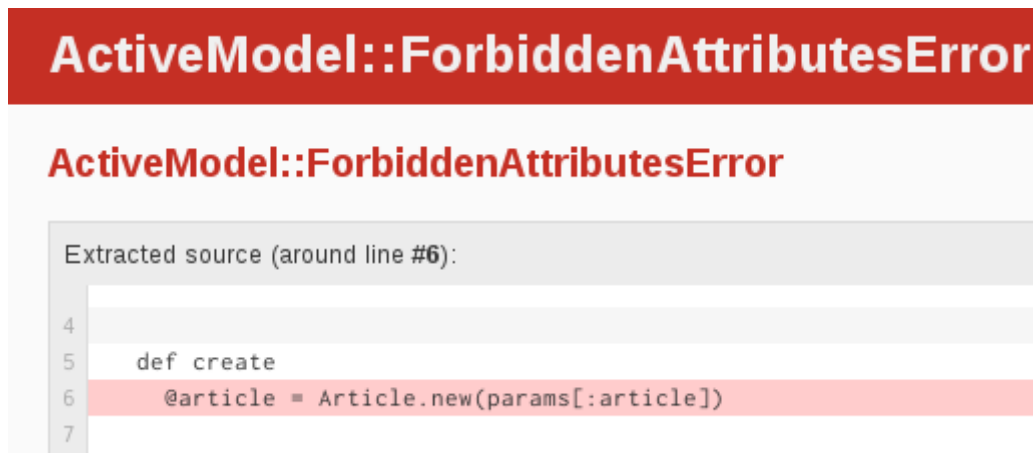 ActiveModel::ForbiddenAttributesError
ActiveModel::ForbiddenAttributesError
Extracted source (around line #6):
4
5 def create
6 @article = Article.new(params[:article])
7